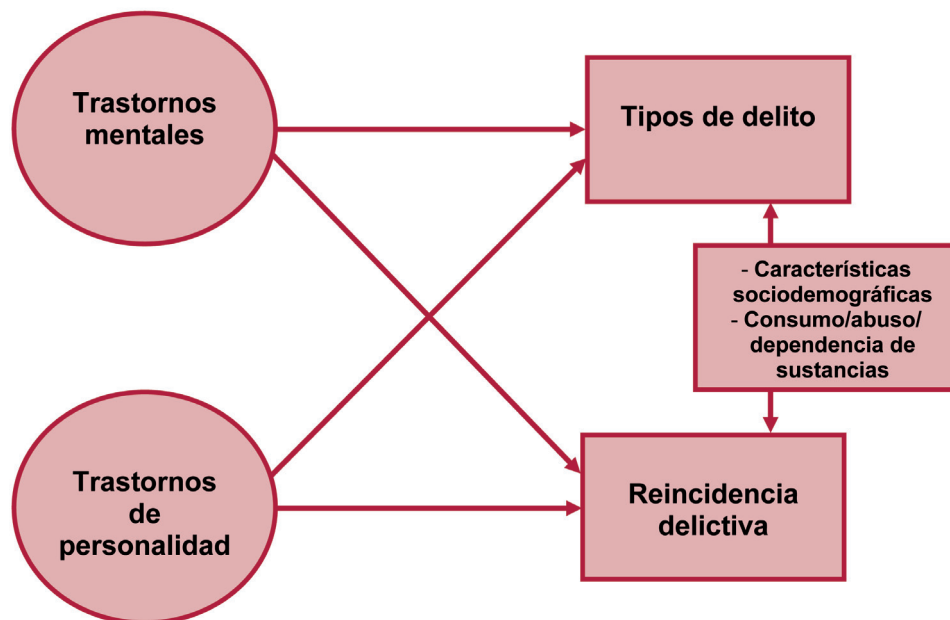 Trastornos
mentales
Tipos de delito
- Características
sociodemográficas
- Consumo/abuso/
dependencia de
sustancias
Trastornos
de
personalidad
Reincidencia
delictiva